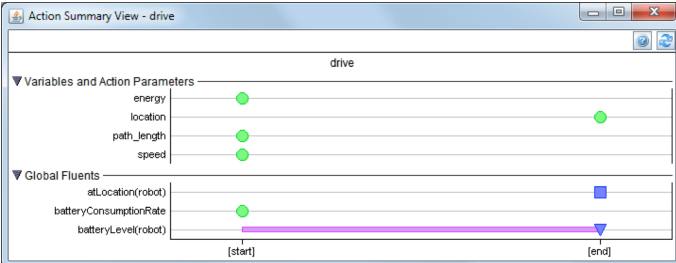 Action Summary View - drive
drive
Variables and Action Parameters
energy
location
path_length
speed
Global Fluents
atLocation(robot)
batteryConsumptionRate
batteryLevel(robot)
[start] [end]